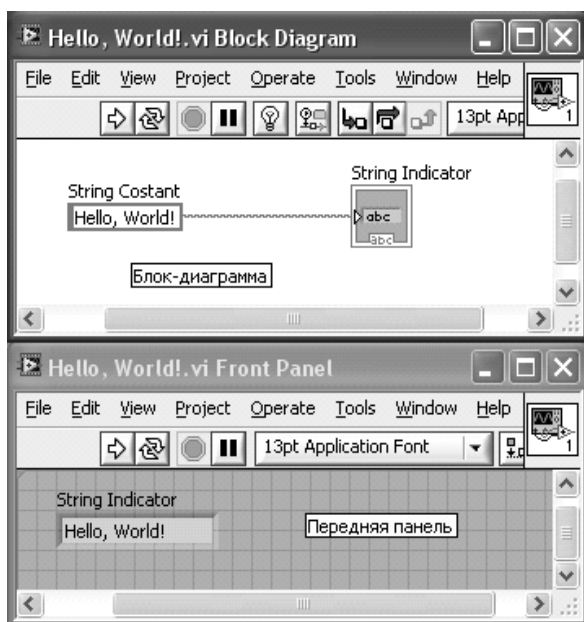 Hello, World!.vi Block Diagram
File Edit View Project Operate Tools Window Help
13pt App
1
String Costant
Hello, World!
String Indicator
abc
abc
Блок-диаграмма
Hello, World!.vi Front Panel
File Edit View Project Operate Tools Window Help
13pt Application Font
1
String Indicator
Hello, World!
Передняя панель